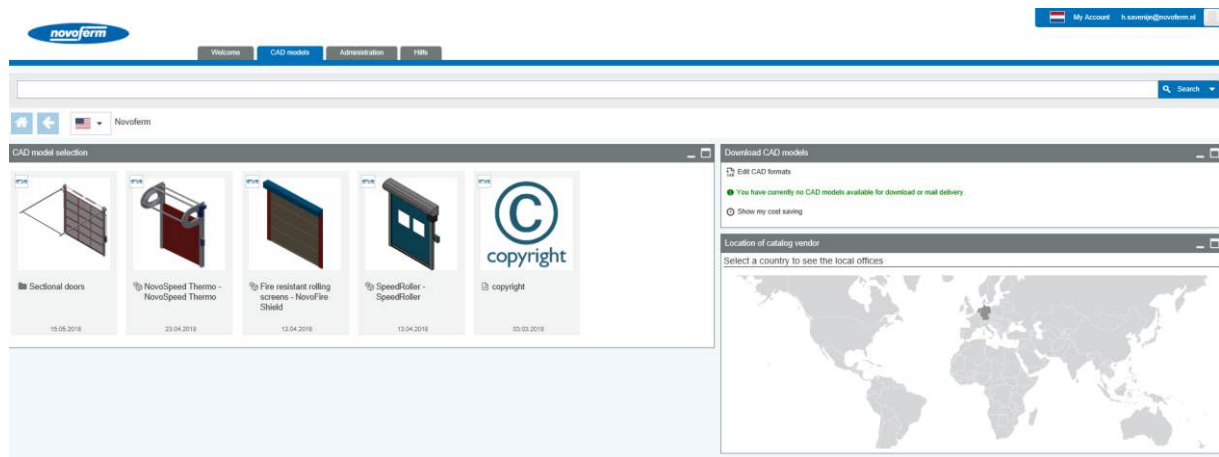 My Account h.savenije@novoferm.nl
novoferm
Welcome CAD models Administration Hilfe
Search
Novoferm
CAD model selection
Sectional doors
15.05.2018
NovoSpeed Thermo -
NovoSpeed Thermo
23.04.2018
Fire resistant rolling
screens - NovoFire
Shield
13.04.2018
SpeedRoller -
SpeedRoller
13.04.2018
copyright
copyright
03.03.2018
Download CAD models
Edit CAD formats
You have currently no CAD models available for download or mail delivery.
Show my cost saving
Location of catalog vendor
Select a country to see the local offices